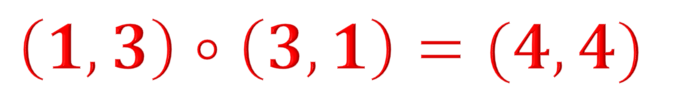 (1, 3) ∘ (3, 1) = (4, 4)